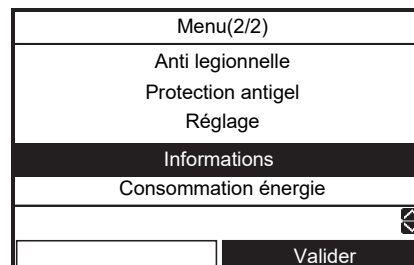 Menu(2/2)
Anti legionnelle
Protection antigel
Réglage
Informations
Consommation énergie
Valider